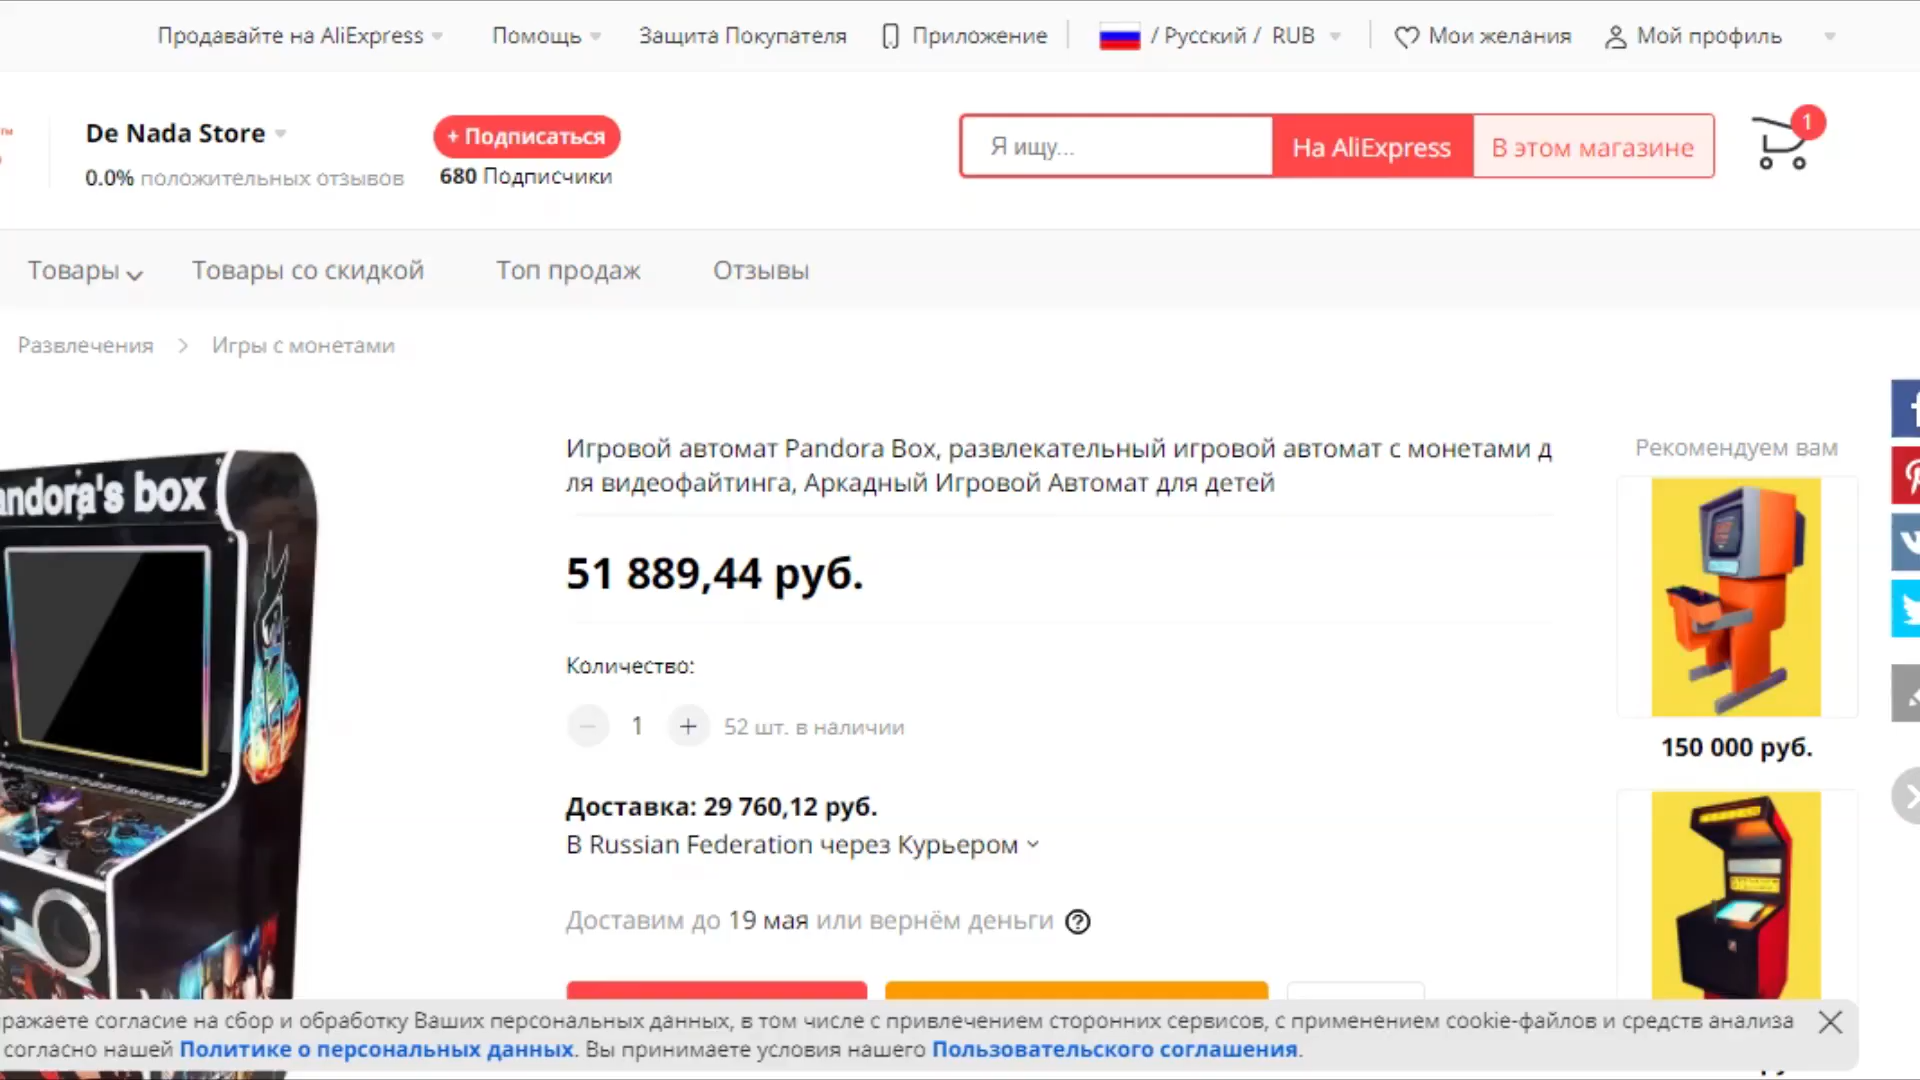 Продавайте на AliExpress
Помощь
Защита Покупателя
Приложение
/ Русский / RUB
Мои желания
Мой профиль
™
De Nada Store
+ Подписаться
Я ищу...
На AliExpress
В этом магазине
1
0.0% положительных отзывов
680 Подписчики
Товары
Товары со скидкой
Топ продаж
Отзывы
Развлечения
Игры с монетами
andora's box
Игровой автомат Pandora Box, развлекательный игровой автомат с монетами д
ля видеофайтинга, Аркадный Игровой Автомат для детей
51 889,44 руб.
Количество:
1
52 шт. в наличии
Доставка: 29 760,12 руб.
В Russian Federation через Курьером
Доставим до 19 мая или вернём деньги
Рекомендуем вам
150 000 руб.
ражаете согласие на сбор и обработку Ваших персональных данных, в том числе с привлечением сторонних сервисов, с применением cookie-файлов и средств анализа
согласно нашей Политике о персональных данных. Вы принимаете условия нашего Пользовательского соглашения.